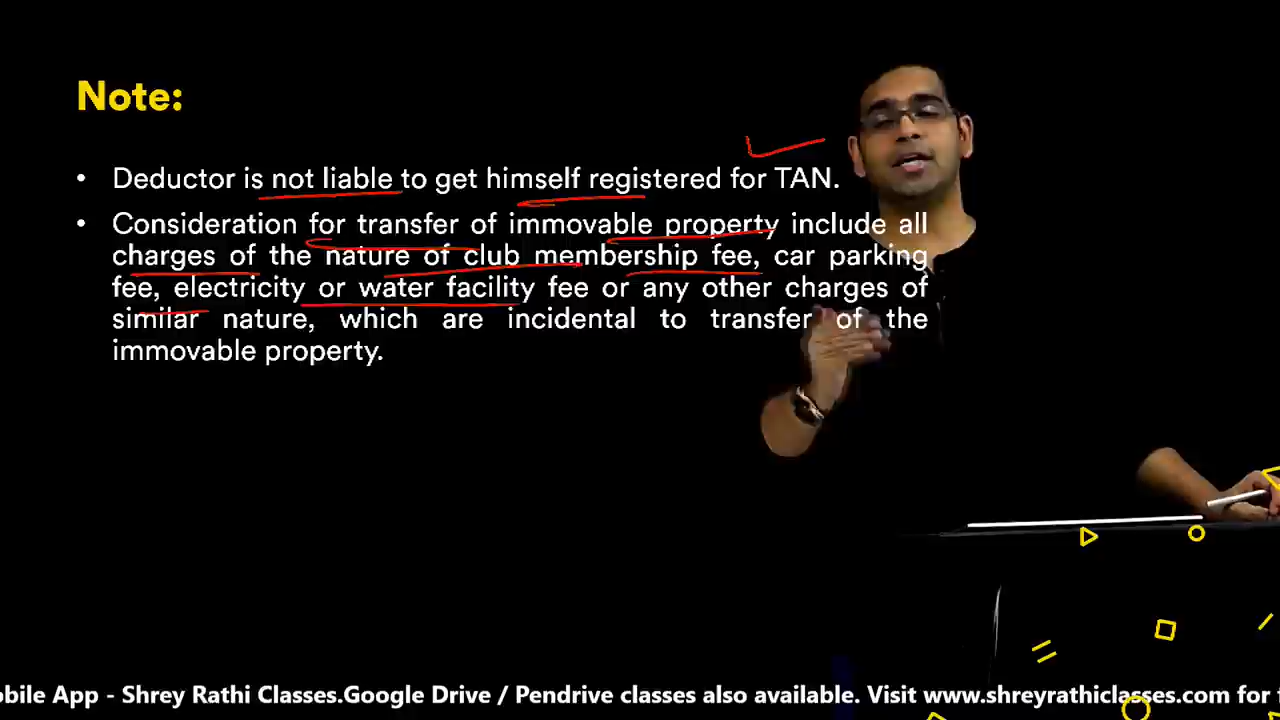 Note:
• Deductor is not liable to get himself registered for TAN.
• Consideration for transfer of immovable property include all
charges of the nature of club membership fee, car parking
fee, electricity or water facility fee or any other charges of
similar nature, which are incidental to transfer of the
immovable property.
obile App - Shrey Rathi Classes.Google Drive / Pendrive classes also available. Visit www.shreyrathiclasses.com for